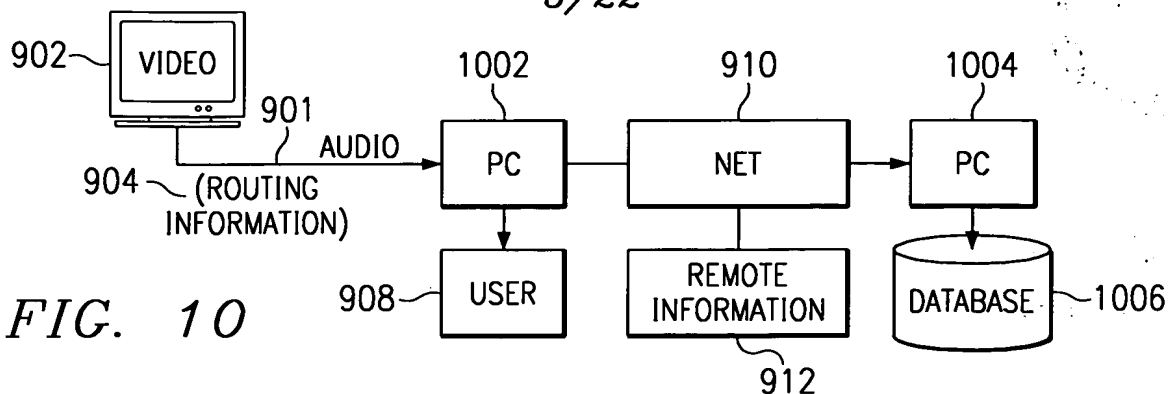 902
VIDEO
901
AUDIO
904
(ROUTING
INFORMATION)
1002
PC
908
USER
910
NET
REMOTE
INFORMATION
912
1004
PC
DATABASE
1006
FIG. 10